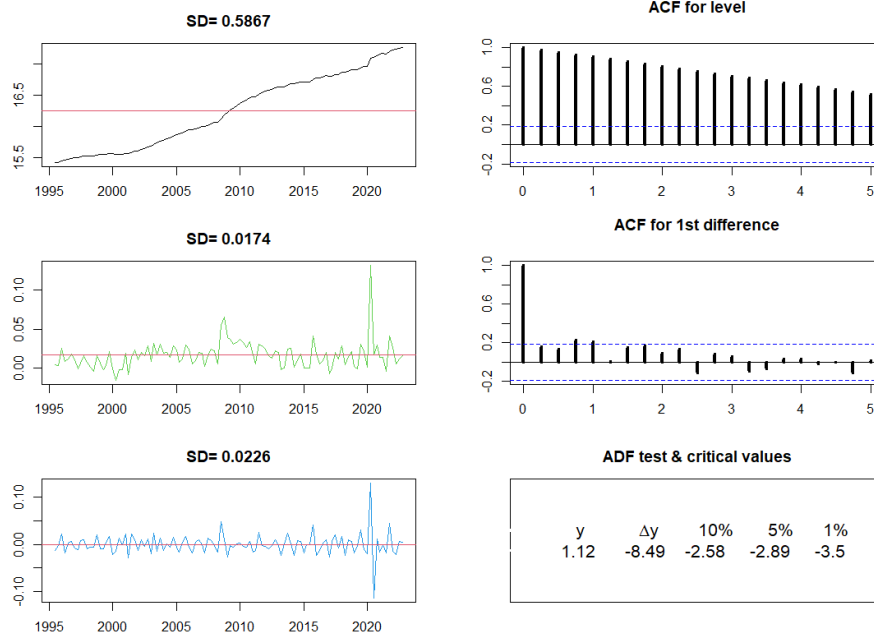 SD= 0.5867
15.5 16.5
1995 2000 2005 2010 2015 2020
ACF for level
-0.2 0.2 0.6 1.0
0 1 2 3 4 5
SD= 0.0174
0.00 0.05 0.10
1995 2000 2005 2010 2015 2020
ACF for 1st difference
-0.2 0.2 0.6 1.0
0 1 2 3 4 5
SD= 0.0226
-0.10 0.00 0.10
1995 2000 2005 2010 2015 2020
ADF test & critical values
y Δy 10% 5% 1%
1.12 -8.49 -2.58 -2.89 -3.5